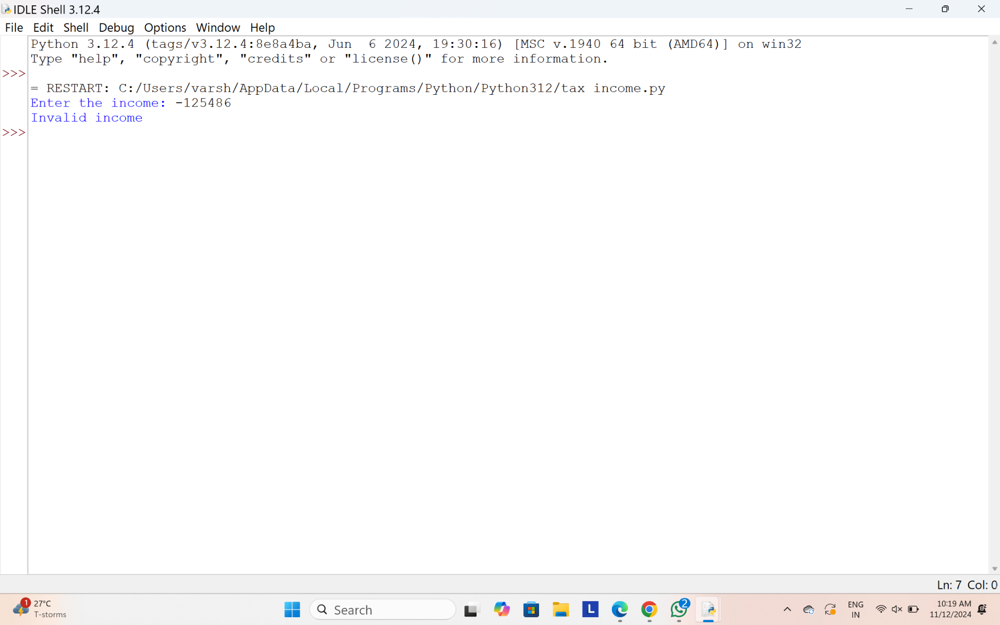 IDLE Shell 3.12.4
File Edit Shell Debug Options Window Help
Python 3.12.4 (tags/v3.12.4:8e8a4ba, Jun  6 2024, 19:30:16) [MSC v.1940 64 bit (AMD64)] on win32
Type "help", "copyright", "credits" or "license()" for more information.
>>>
= RESTART: C:/Users/varsh/AppData/Local/Programs/Python/Python312/tax income.py
Enter the income: -125486
Invalid income
>>>
Ln: 7 Col: 0
1 27°C
T-storms
Search
L
2
ENG
IN
10:19 AM
11/12/2024